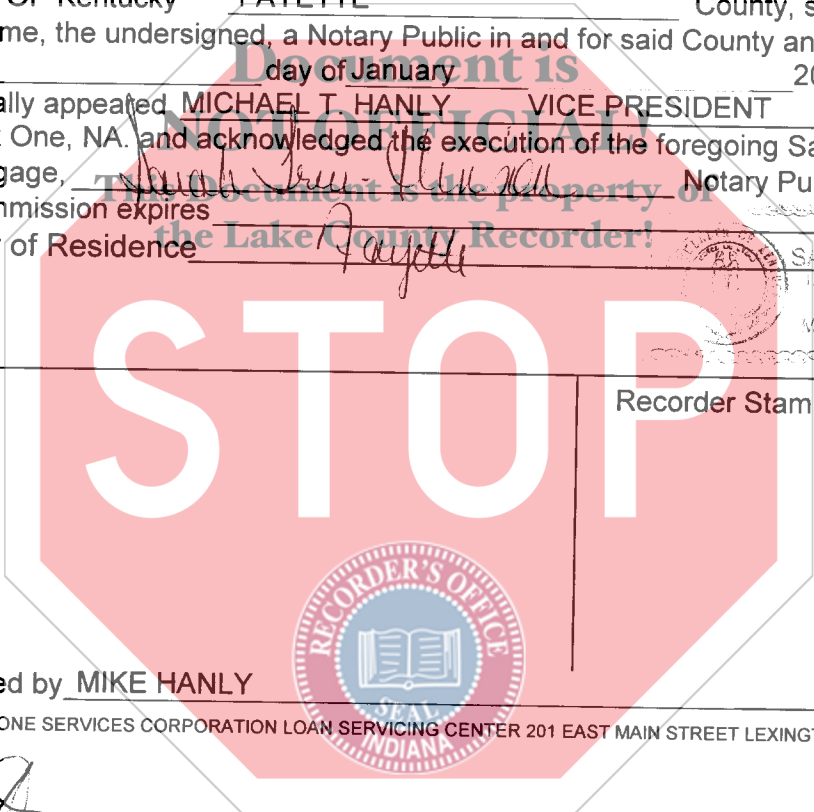 Of Kentucky FAYETTE County, s
me, the undersigned, a Notary Public in and for said County an
Document is
day of January 20
ally appeared MICHAEL T HANLY VICE PRESIDENT
NOT OFFICIAL!
One, NA. and acknowledged the execution of the foregoing Sa
gage, Notary Pu
This Document is the property of
mmission expires
the Lake County Recorder!
of Residence Fayette
STOP
Recorder Stam
RECORDER'S OFFICE
SEAL
INDIANA
ed by MIKE HANLY
ONE SERVICES CORPORATION LOAN SERVICING CENTER 201 EAST MAIN STREET LEXINGT